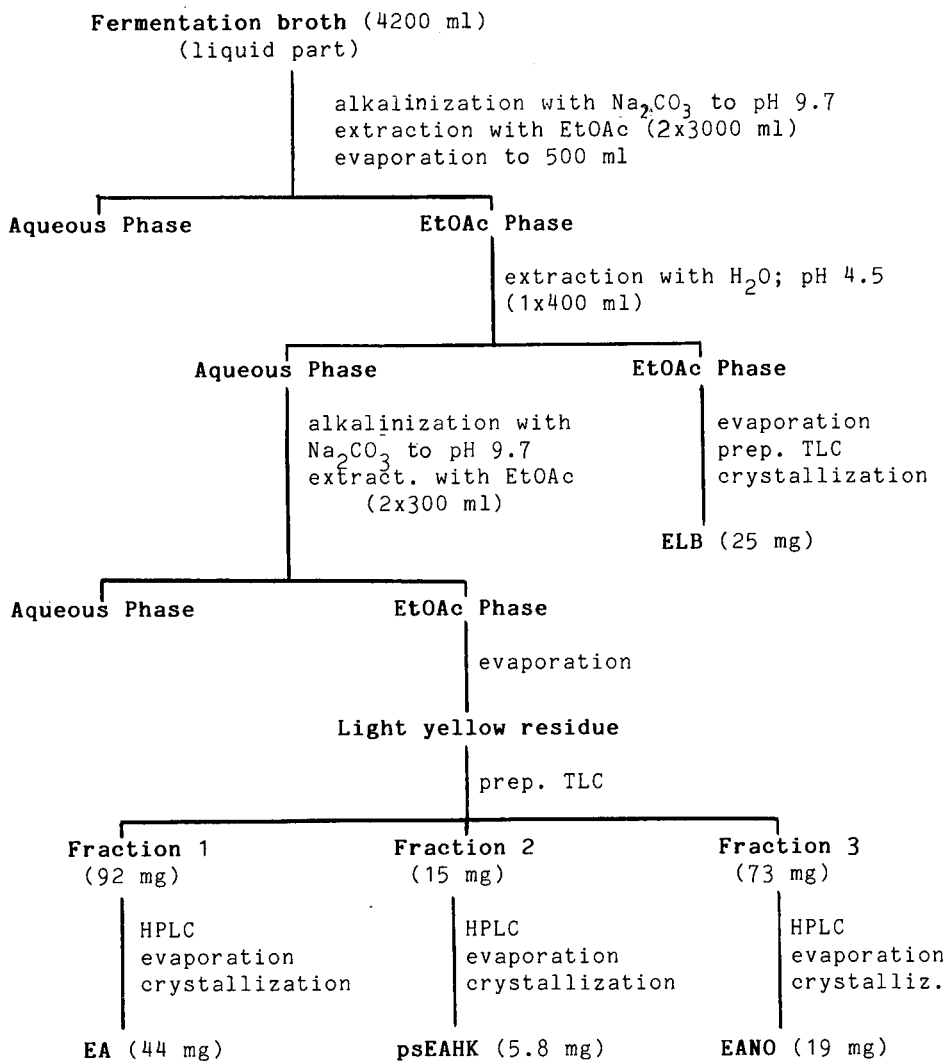 Fermentation broth (4200 ml)
(liquid part)
alkalinization with Na2CO3 to pH 9.7
extraction with EtOAc (2x3000 ml)
evaporation to 500 ml
Aqueous Phase
EtOAc Phase
extraction with H2O; pH 4.5
(1x400 ml)
Aqueous Phase
EtOAc Phase
alkalinization with
Na2CO3 to pH 9.7
extract. with EtOAc
(2x300 ml)
evaporation
prep. TLC
crystallization
ELB (25 mg)
Aqueous Phase
EtOAc Phase
evaporation
Light yellow residue
prep. TLC
Fraction 1
(92 mg)
Fraction 2
(15 mg)
Fraction 3
(73 mg)
HPLC
evaporation
crystallization
HPLC
evaporation
crystallization
HPLC
evaporation
crystalliz.
EA (44 mg)
psEAHK (5.8 mg)
EANO (19 mg)